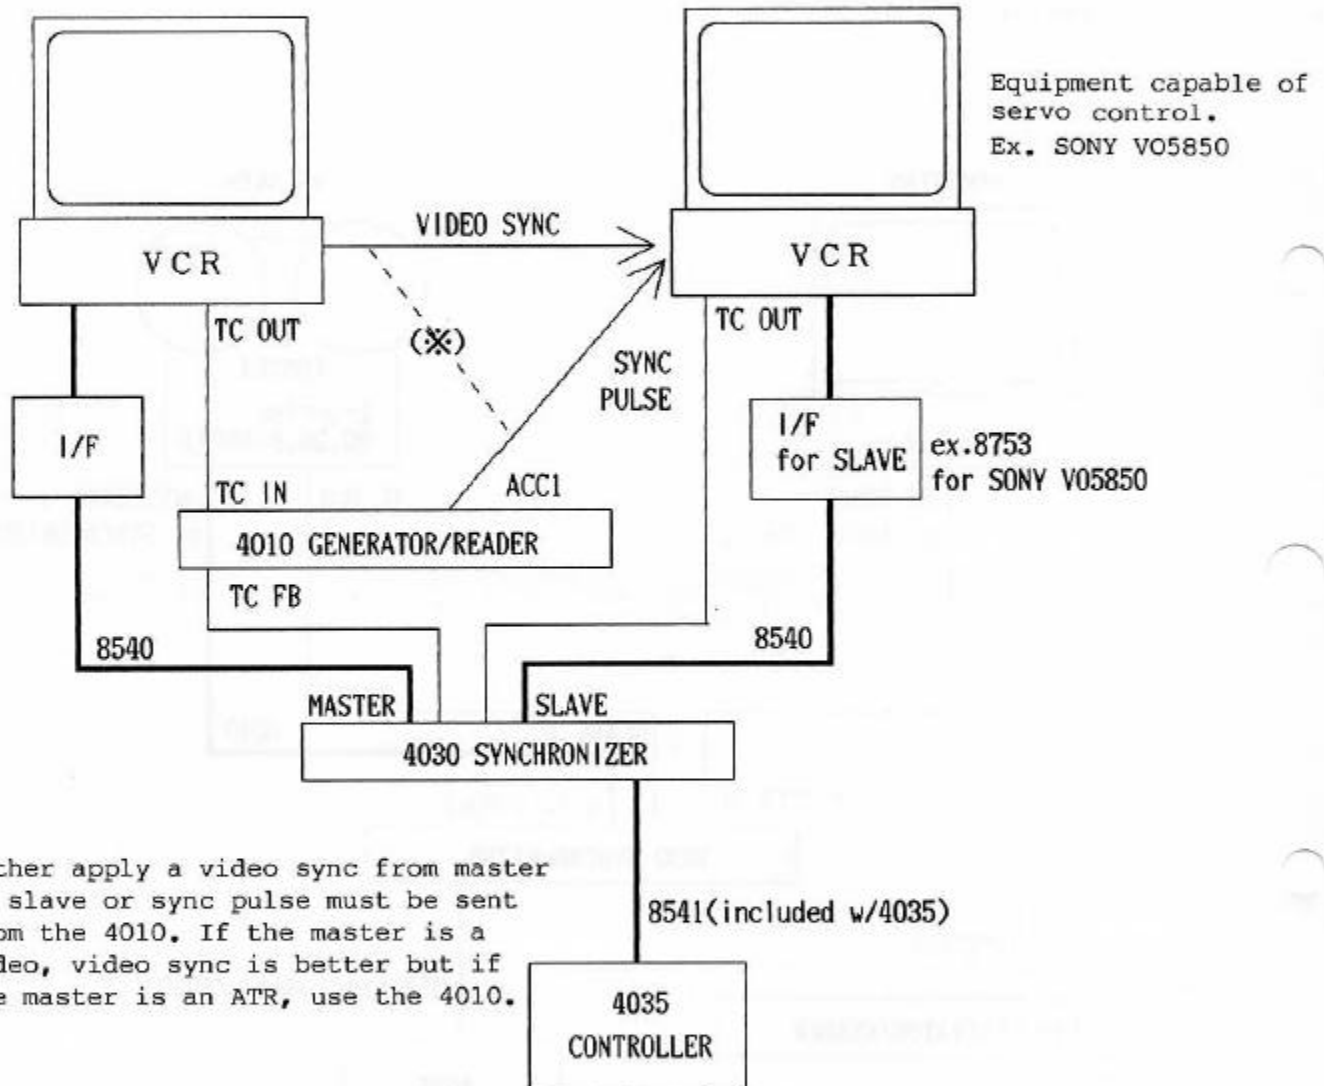 Equipment capable of
servo control.
Ex. SONY VO5850
VIDEO SYNC
VCR
VCR
TC OUT
(※)
TC OUT
SYNC
PULSE
I/F
I/F
for SLAVE
ex.8753
for SONY VO5850
TC IN
ACC1
4010 GENERATOR/READER
TC FB
8540
8540
MASTER
SLAVE
4030 SYNCHRONIZER
ther apply a video sync from master
slave or sync pulse must be sent
om the 4010. If the master is a
deo, video sync is better but if
e master is an ATR, use the 4010.
8541(included w/4035)
4035
CONTROLLER